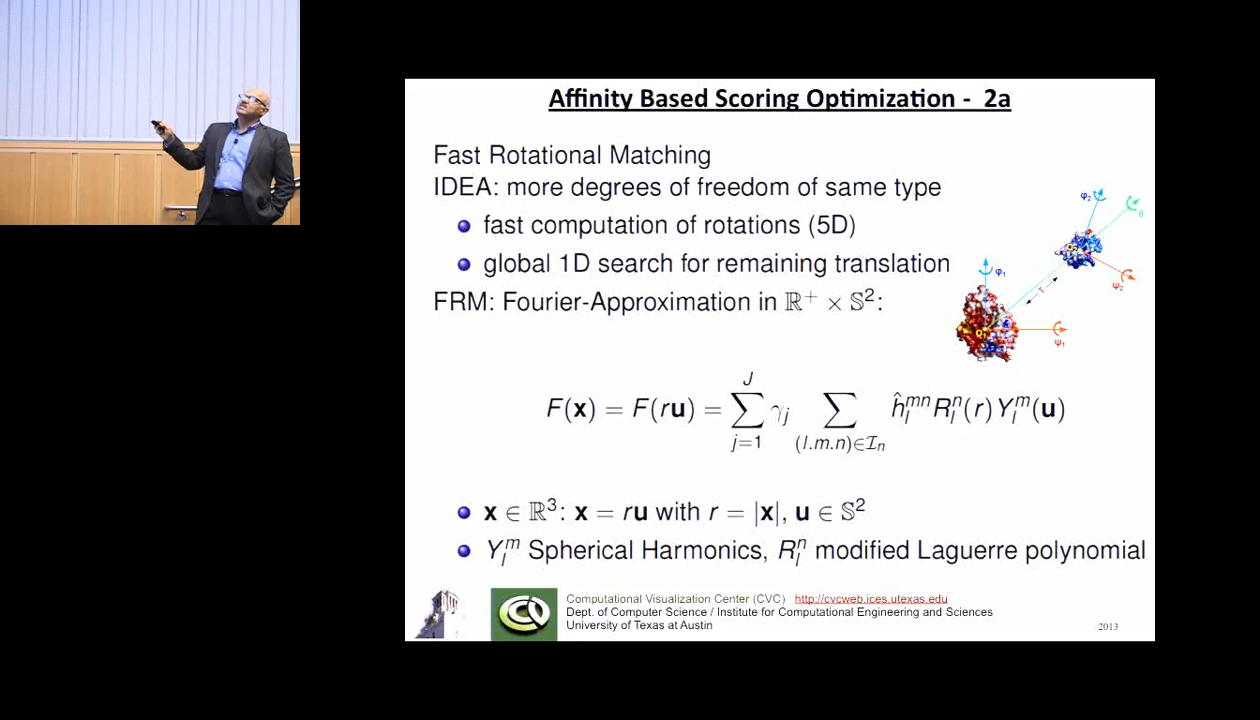 Affinity Based Scoring Optimization - 2a
Fast Rotational Matching
IDEA: more degrees of freedom of same type
fast computation of rotations (5D)
global 1D search for remaining translation
FRM: Fourier-Approximation in ℝ⁺ × 𝕊²:
φ₂
θ
φ₁
ψ₂
r
ψ₁
F(x) = F(ru) = ∑_{j=1}^{J} γ_j ∑_{(l.m.n)∈𝓘_n} ĥ_l^{mn} R_l^n(r) Y_l^m(u)
x ∈ ℝ³: x = ru with r = |x|, u ∈ 𝕊²
Y_l^m Spherical Harmonics, R_l^n modified Laguerre polynomial
Computational Visualization Center (CVC) http://cvcweb.ices.utexas.edu
Dept. of Computer Science / Institute for Computational Engineering and Sciences
University of Texas at Austin
2013